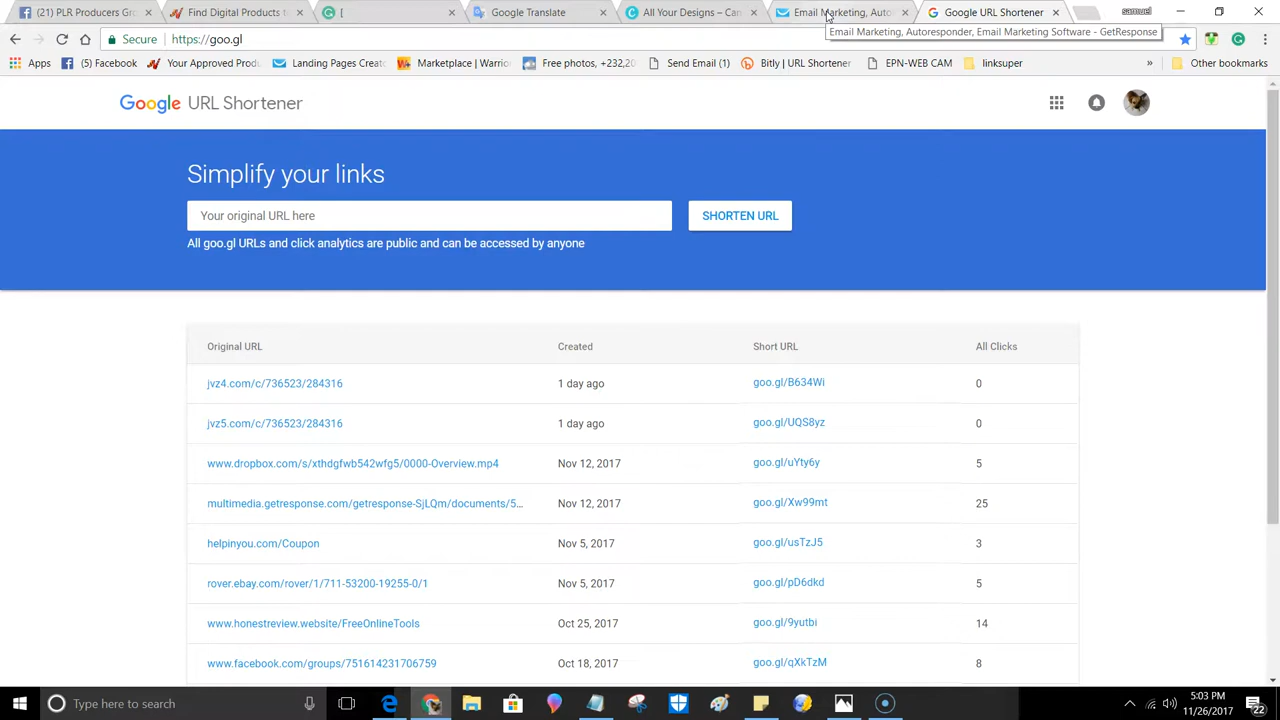 (21) PLR Producers Grou
Find Digital Products to
[
Google Translate
All Your Designs – Can
Email Marketing, Auto
Google URL Shortener
samuel
Email Marketing, Autoresponder, Email Marketing Software - GetResponse
Secure
https://goo.gl
Apps
(5) Facebook
Your Approved Produ
Landing Pages Create
Marketplace | Warrior
Free photos, +232,20
Send Email (1)
Bitly | URL Shortener
EPN-WEB CAM
linksuper
»
Other bookmarks
Google URL Shortener
Simplify your links
Your original URL here
SHORTEN URL
All goo.gl URLs and click analytics are public and can be accessed by anyone
Original URL Created Short URL All Clicks
jvz4.com/c/736523/284316 1 day ago goo.gl/B634Wi 0
jvz5.com/c/736523/284316 1 day ago goo.gl/UQS8yz 0
www.dropbox.com/s/xthdgfwb542wfg5/0000-Overview.mp4 Nov 12, 2017 goo.gl/uYty6y 5
multimedia.getresponse.com/getresponse-SjLQm/documents/5... Nov 12, 2017 goo.gl/Xw99mt 25
helpinyou.com/Coupon Nov 5, 2017 goo.gl/usTzJ5 3
rover.ebay.com/rover/1/711-53200-19255-0/1 Nov 5, 2017 goo.gl/pD6dkd 5
www.honestreview.website/FreeOnlineTools Oct 25, 2017 goo.gl/9yutbi 14
www.facebook.com/groups/751614231706759 Oct 18, 2017 goo.gl/qXkTzM 8
Type here to search
5:03 PM
11/26/2017
22